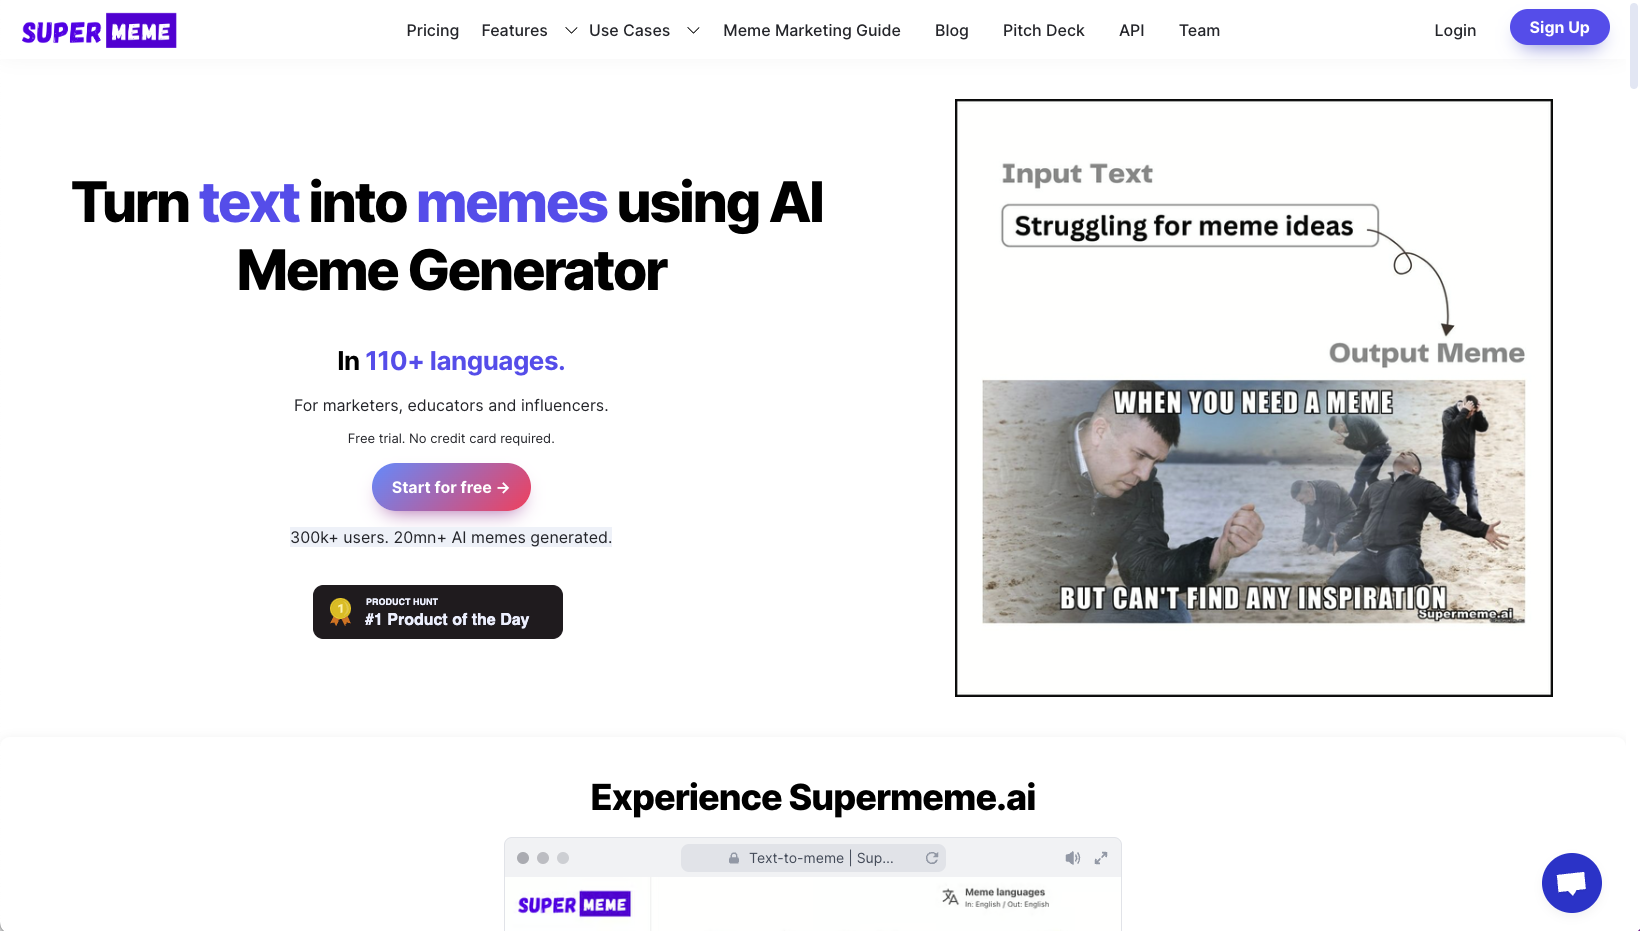 SUPER MEME
Pricing
Features
Use Cases
Meme Marketing Guide
Blog
Pitch Deck
API
Team
Login
Sign Up
Turn text into memes using AI
Meme Generator
In 110+ languages.
For marketers, educators and influencers.
Free trial. No credit card required.
Start for free →
300k+ users. 20mn+ AI memes generated.
1
PRODUCT HUNT
#1 Product of the Day
Input Text
Struggling for meme ideas
Output Meme
WHEN YOU NEED A MEME
BUT CAN'T FIND ANY INSPIRATION
Supermeme.ai
Experience Supermeme.ai
Text-to-meme | Sup...
SUPER MEME
Meme languages
In: English / Out: English